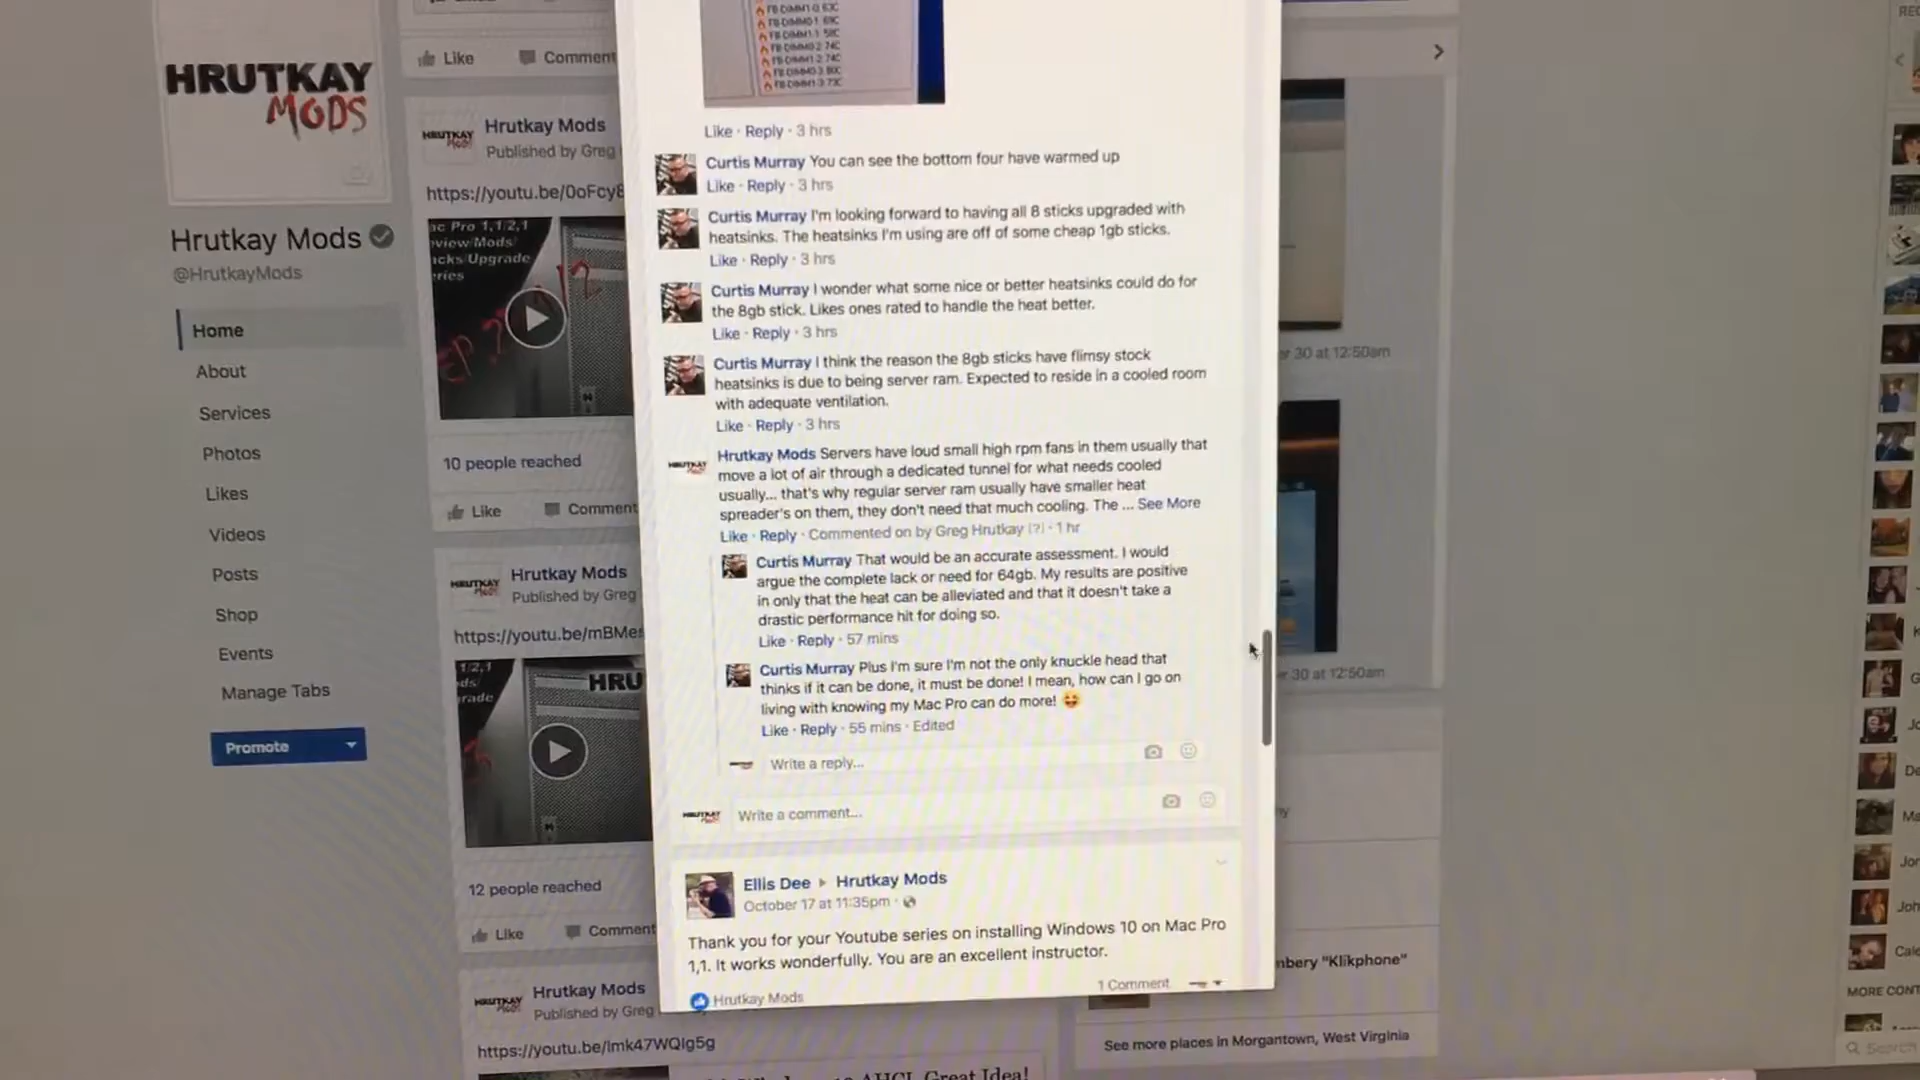 HRUTKAY
MODS
Hrutkay Mods
@HrutkayMods
Home
About
Services
Photos
Likes
Videos
Posts
Shop
Events
Manage Tabs
Promote
Like Comment
Hrutkay Mods
Published by Greg
https://youtu.be/0oFcy
10 people reached
Like Comment
Hrutkay Mods
Published by Greg
https://youtu.be/mBMe
HRU
12 people reached
Like Comment
Hrutkay Mods
Published by Greg
https://youtu.be/lmk47WQIg5g
Like · Reply · 3 hrs
Curtis Murray You can see the bottom four have warmed up
Like · Reply · 3 hrs
Curtis Murray I'm looking forward to having all 8 sticks upgraded with
heatsinks. The heatsinks I'm using are off of some cheap 1gb sticks.
Like · Reply · 3 hrs
Curtis Murray I wonder what some nice or better heatsinks could do for
the 8gb stick. Likes ones rated to handle the heat better.
Like · Reply · 3 hrs
Curtis Murray I think the reason the 8gb sticks have flimsy stock
heatsinks is due to being server ram. Expected to reside in a cooled room
with adequate ventilation.
Like · Reply · 3 hrs
Hrutkay Mods Servers have loud small high rpm fans in them usually that
move a lot of air through a dedicated tunnel for what needs cooled
usually... that's why regular server ram usually have smaller heat
spreader's on them, they don't need that much cooling. The ... See More
Like · Reply · Commented on by Greg Hrutkay [?] · 1 hr
Curtis Murray That would be an accurate assessment. I would
argue the complete lack or need for 64gb. My results are positive
in only that the heat can be alleviated and that it doesn't take a
drastic performance hit for doing so.
Like · Reply · 57 mins
Curtis Murray Plus I'm sure I'm not the only knuckle head that
thinks if it can be done, it must be done! I mean, how can I go on
living with knowing my Mac Pro can do more! 😍
Like · Reply · 55 mins · Edited
Write a reply...
Write a comment...
Ellis Dee ▸ Hrutkay Mods
October 17 at 11:35pm
Thank you for your Youtube series on installing Windows 10 on Mac Pro
1,1. It works wonderfully. You are an excellent instructor.
1 Comment
Hrutkay Mods
30 at 12:50am
30 at 12:50am
"Klikphone"
See more places in Morgantown, West Virginia
MORE CONT
Search